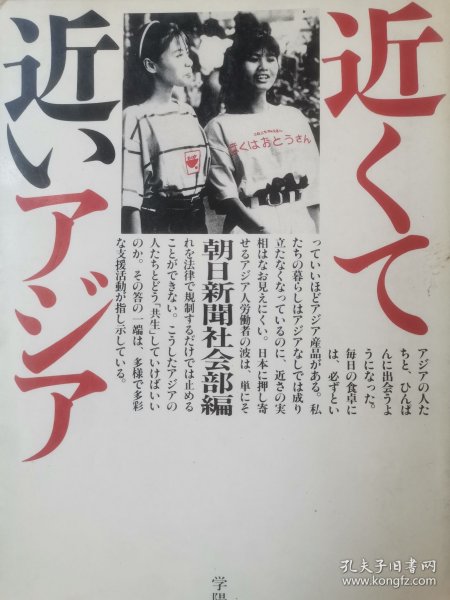 近くて
近いアジア
くはおとうさん
アジアの人た
ちと、ひんぱ
んに出会うよ
うになった。
毎日の食卓に
は、必ずとい
っていいほどアジア産品がある。私
たちの暮らしはアジアなしでは成り
立たなくなっているのに、近さの実
相はなお見えにくい。日本に押し寄
せるアジア人労働者の波は、単にそ
朝日新聞社会部編
れを法律で規制するだけでは止める
ことができない。こうしたアジアの
人たちとどう「共生」していけばいい
のか。その答の一端は、多様で多彩
な支援活動が指し示している。
学陽
孔夫子旧书网
www.kongfz.com